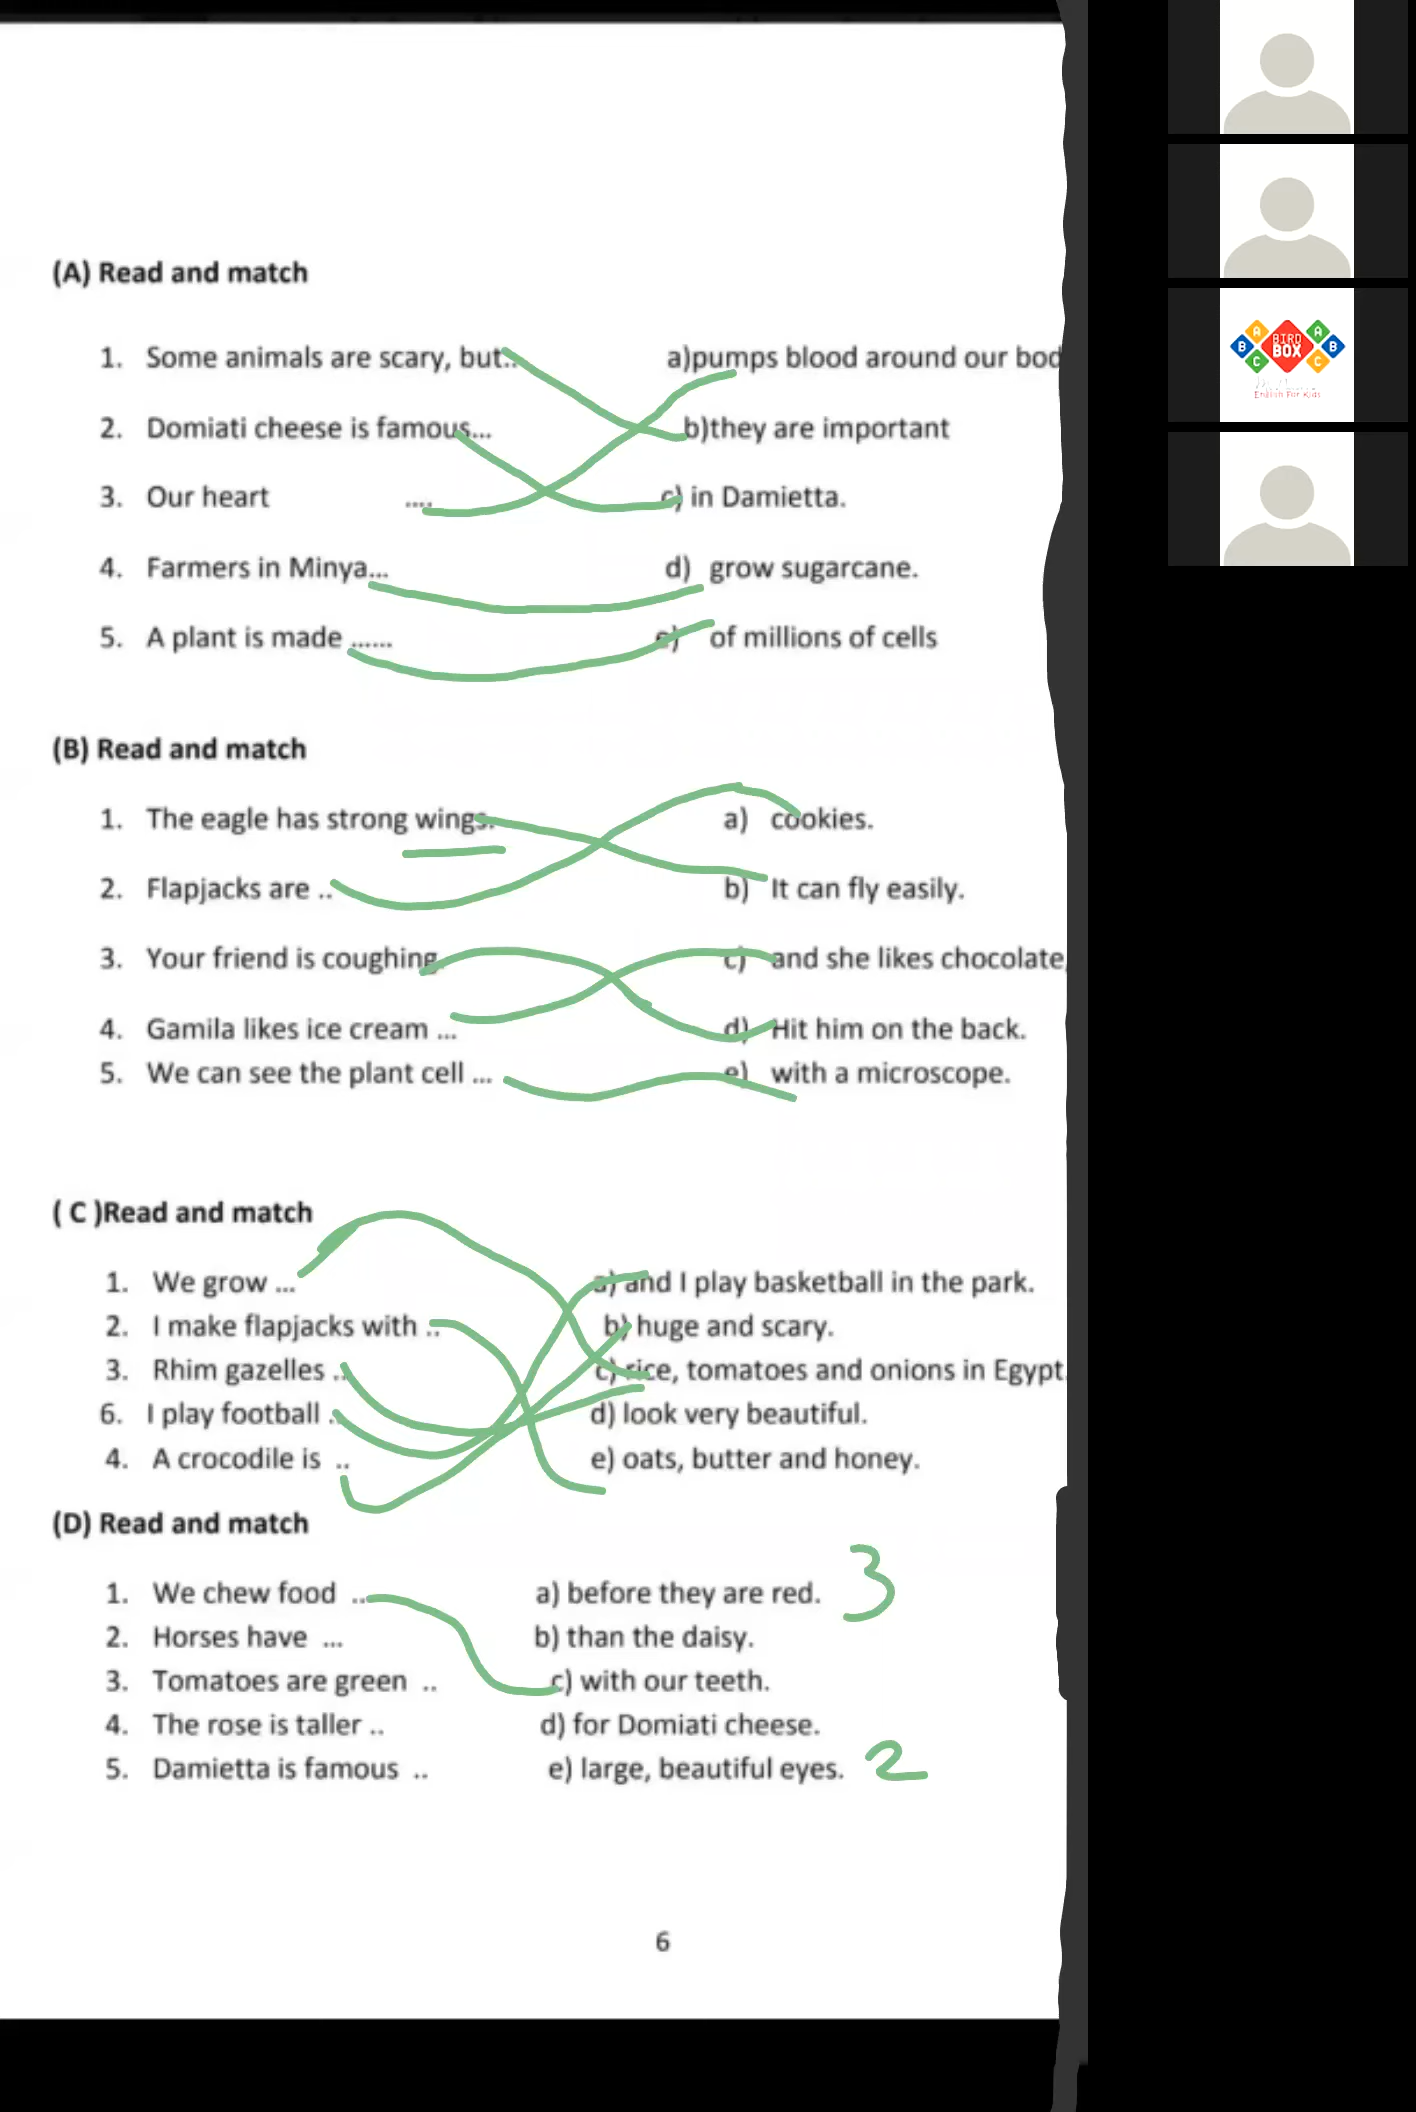 (A) Read and match
1. Some animals are scary, but.. a)pumps blood around our bod
2. Domiati cheese is famous... b)they are important
3. Our heart .... c) in Damietta.
4. Farmers in Minya... d) grow sugarcane.
5. A plant is made ...... e) of millions of cells
(B) Read and match
1. The eagle has strong wings. a) cookies.
2. Flapjacks are .. b) It can fly easily.
3. Your friend is coughing. c) and she likes chocolate,
4. Gamila likes ice cream ... d) Hit him on the back.
5. We can see the plant cell ... e) with a microscope.
( C )Read and match
1. We grow ... a) and I play basketball in the park.
2. I make flapjacks with .. b) huge and scary.
3. Rhim gazelles .. c) rice, tomatoes and onions in Egypt.
6. I play football .. d) look very beautiful.
4. A crocodile is .. e) oats, butter and honey.
(D) Read and match
1. We chew food ... a) before they are red. 3
2. Horses have ... b) than the daisy.
3. Tomatoes are green .. c) with our teeth.
4. The rose is taller .. d) for Domiati cheese.
5. Damietta is famous .. e) large, beautiful eyes. 2
6
A A
B BIRD BOX B
C C
English For Kids